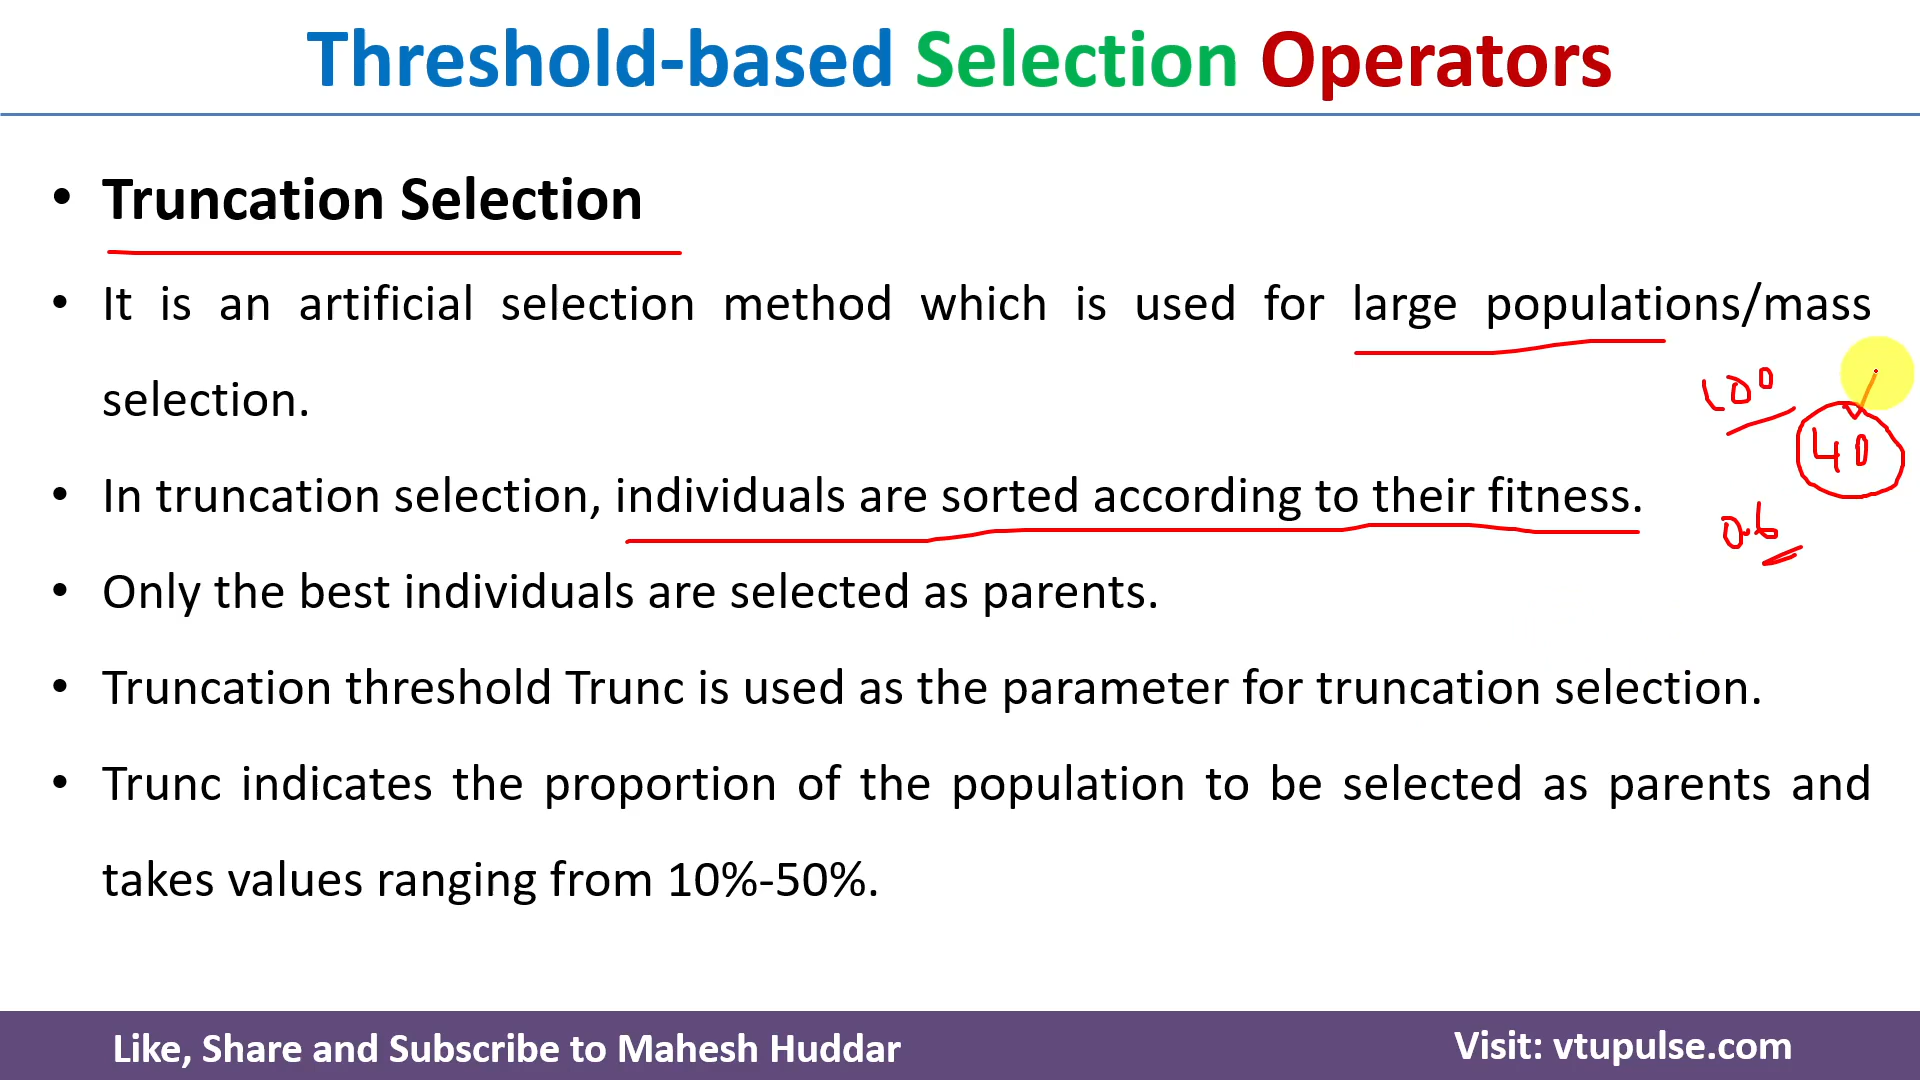 Threshold-based Selection Operators
• Truncation Selection
• It is an artificial selection method which is used for large populations/mass
selection.
100
40
• In truncation selection, individuals are sorted according to their fitness.
0.6
• Only the best individuals are selected as parents.
• Truncation threshold Trunc is used as the parameter for truncation selection.
• Trunc indicates the proportion of the population to be selected as parents and
takes values ranging from 10%-50%.
Like, Share and Subscribe to Mahesh Huddar
Visit: vtupulse.com